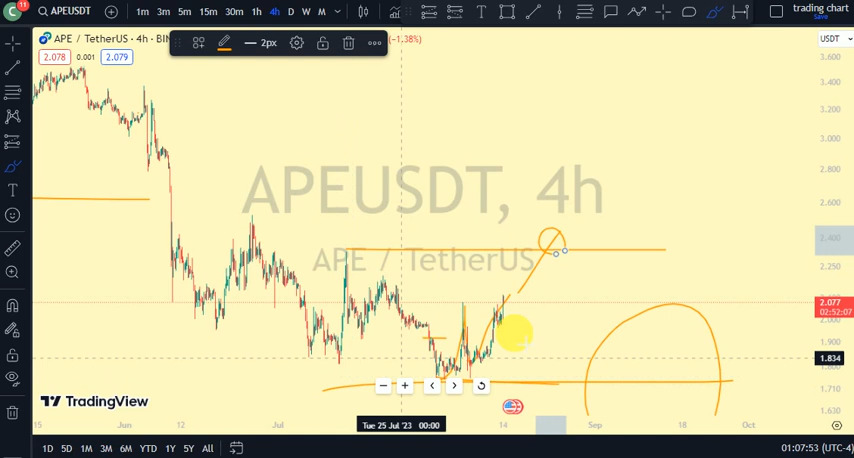 C 11 APEUSDT 1m 3m 5m 15m 30m 1h 4h D W M trading chart
Save
APE / TetherUS · 4h · BIN −1.38%) USDT
2.078 0.001 2.079 2px
3.600
3.400
3.200
3.000
2.800
2.600
2.400
2.250
2.077
02:52:07
2.000
1.900
1.834
1.790
1.710
1.630
APEUSDT, 4h
APE / TetherUS
TradingView
Tue 25 Jul '23 00:00
15 Jun 12 Jul 14 Sep 18 Oct
1D 5D 1M 3M 6M YTD 1Y 5Y All 01:07:53 (UTC-4)